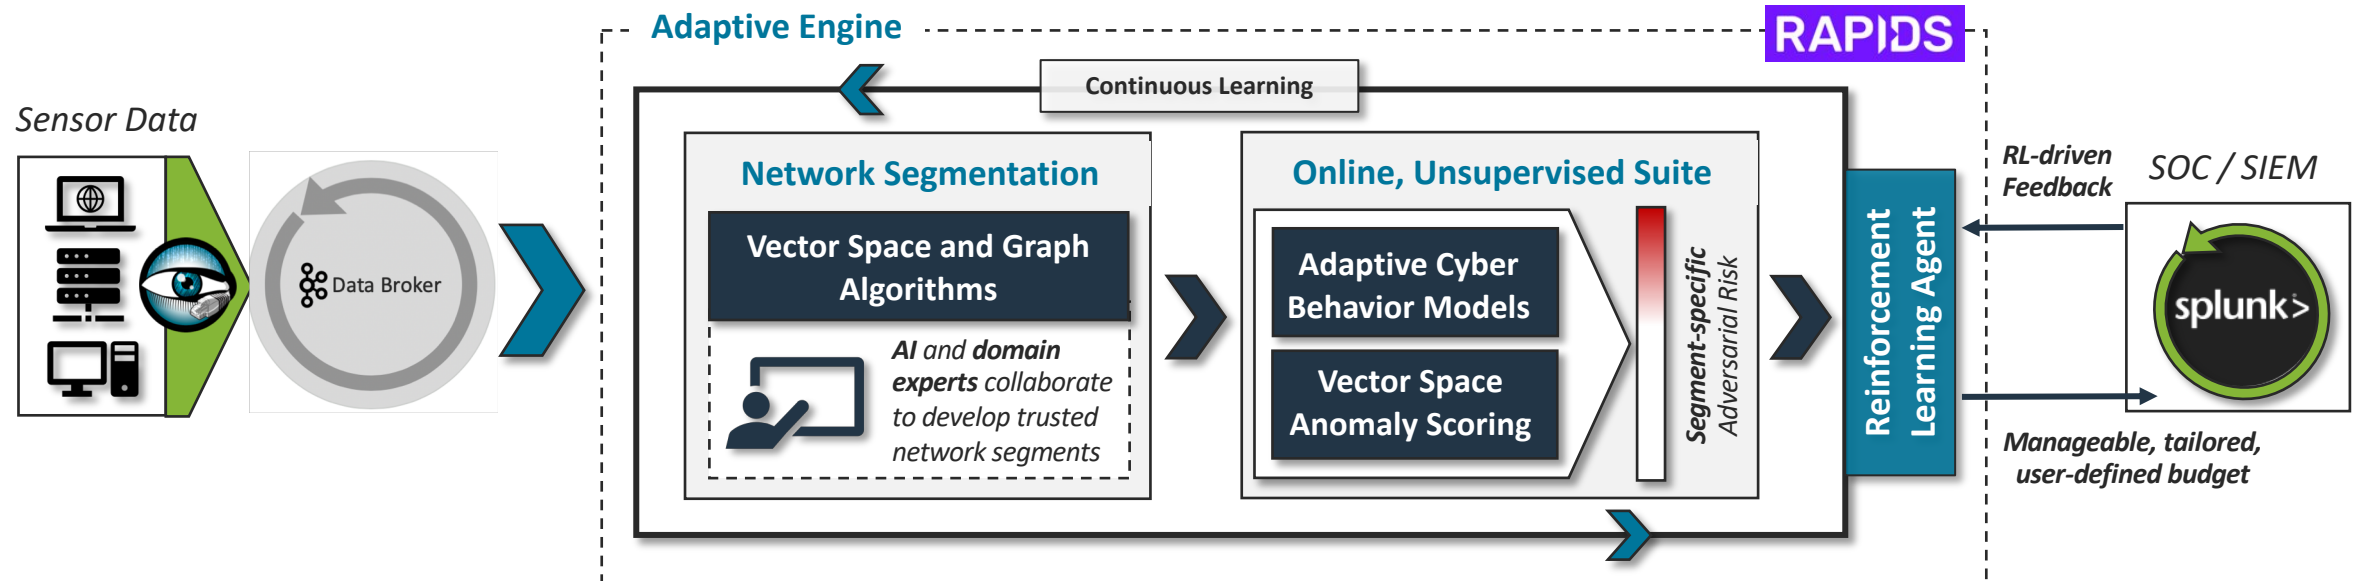 Adaptive Engine
RAPIDS
Continuous Learning
Sensor Data
Data Broker
Network Segmentation
Vector Space and Graph
Algorithms
AI and domain
experts collaborate
to develop trusted
network segments
Online, Unsupervised Suite
Adaptive Cyber
Behavior Models
Vector Space
Anomaly Scoring
Segment-specific
Adversarial Risk
Reinforcement
Learning Agent
RL-driven
Feedback
SOC / SIEM
splunk>
Manageable, tailored,
user-defined budget